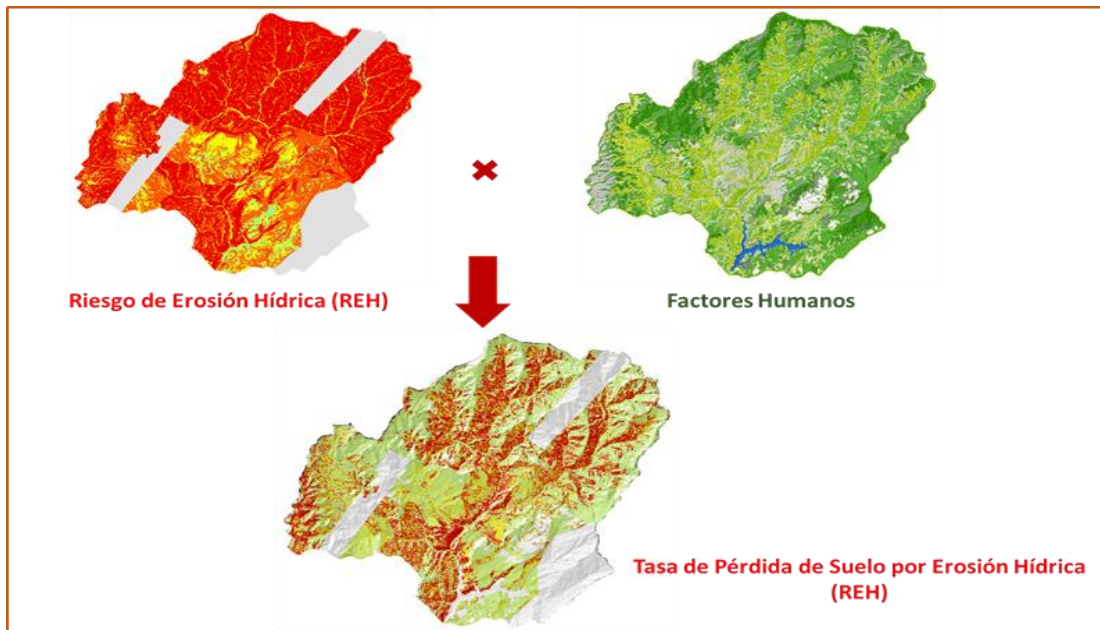 Riesgo de Erosión Hídrica (REH)
Factores Humanos
Tasa de Pérdida de Suelo por Erosión Hídrica
(REH)